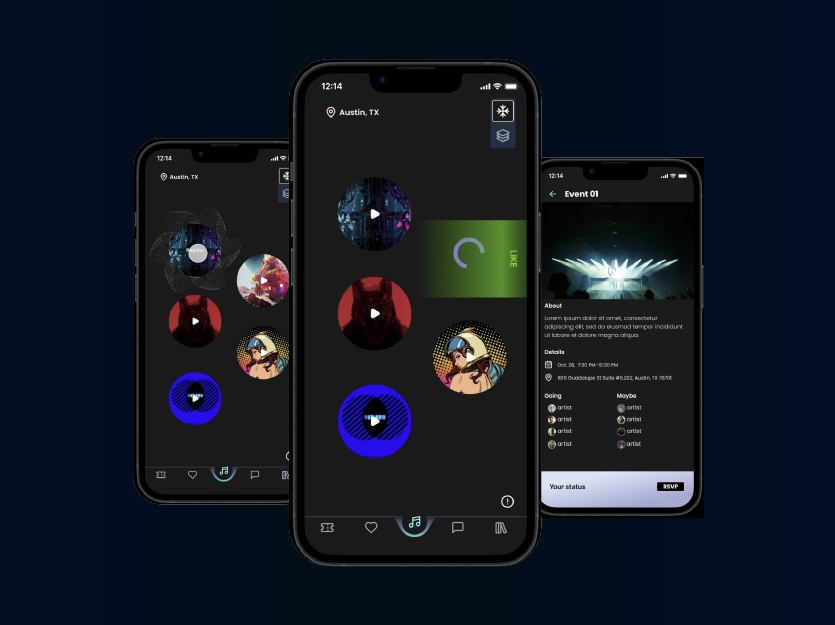 12:14
Austin, TX
12:14
Austin, TX
LIKE
12:14
Event 01
About
Lorem ipsum dolor sit amet, consectetur
adipiscing elit, sed do eiusmod tempor incididunt
ut labore et dolore magna aliqua.
Details
Oct. 28, 7:30 PM-10:30 PM
1615 Guadalupe St Suite #5.202, Austin, TX 78701
Going
Maybe
artist
artist
artist
artist
artist
artist
artist
artist
Your status
RSVP